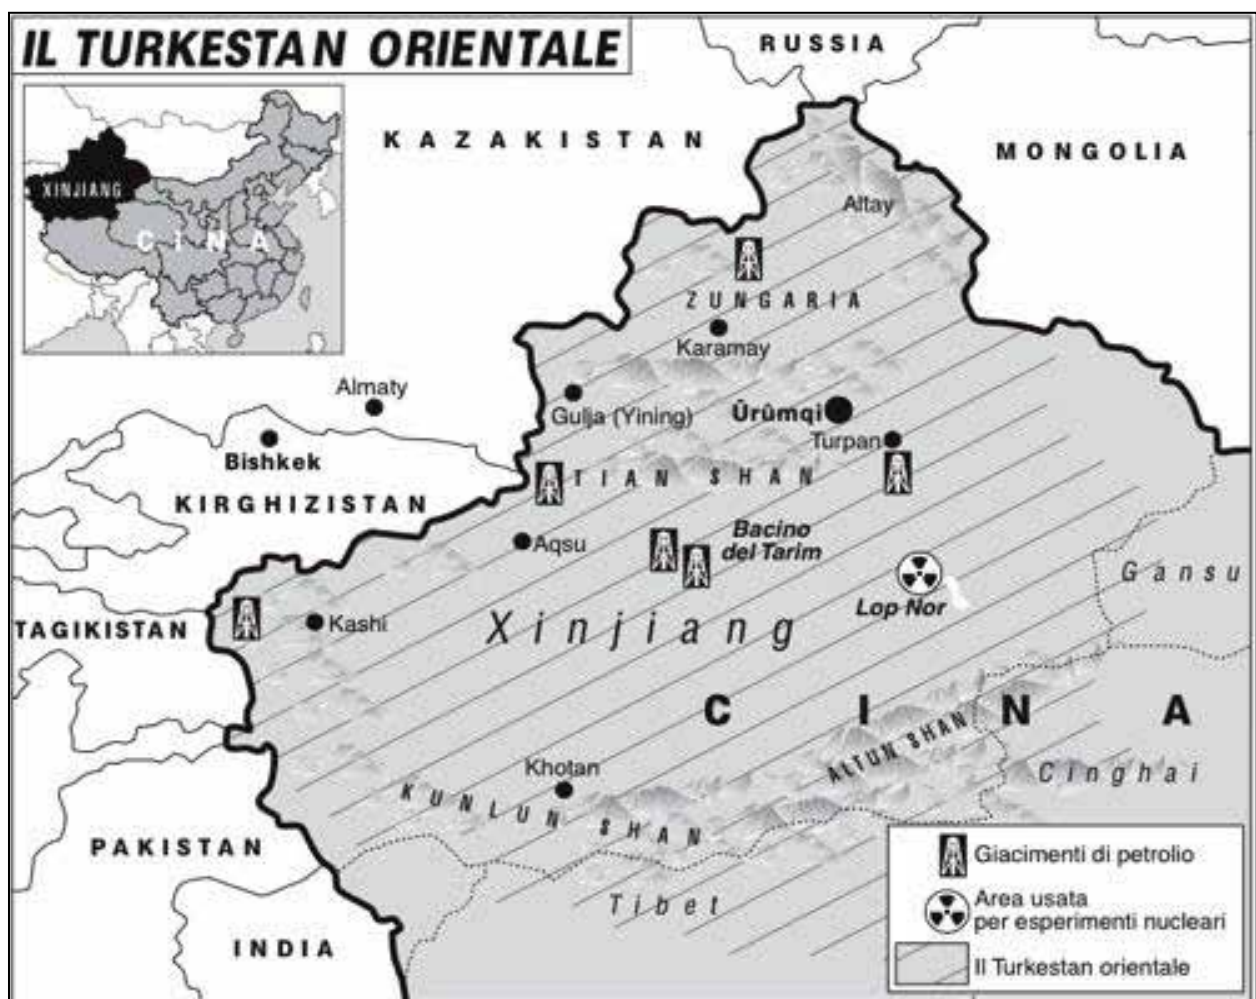 IL TURKESTAN ORIENTALE
RUSSIA
KAZAKISTAN
MONGOLIA
XINJIANG
CINA
Altay
ZUNGARIA
Karamay
Almaty
Gulja (Yining)
Ürûmqi
Turpan
Bishkek
TIAN SHAN
KIRGHIZISTAN
Aqsu
Bacino
del Tarim
Gansu
Lop Nor
TAGIKISTAN
Kashi
Xinjiang
CINA
ALTUN SHAN
Khotan
Cinghai
KUNLUN SHAN
PAKISTAN
Tibet
INDIA
Giacimenti di petrolio
Area usata
per esperimenti nucleari
Il Turkestan orientale